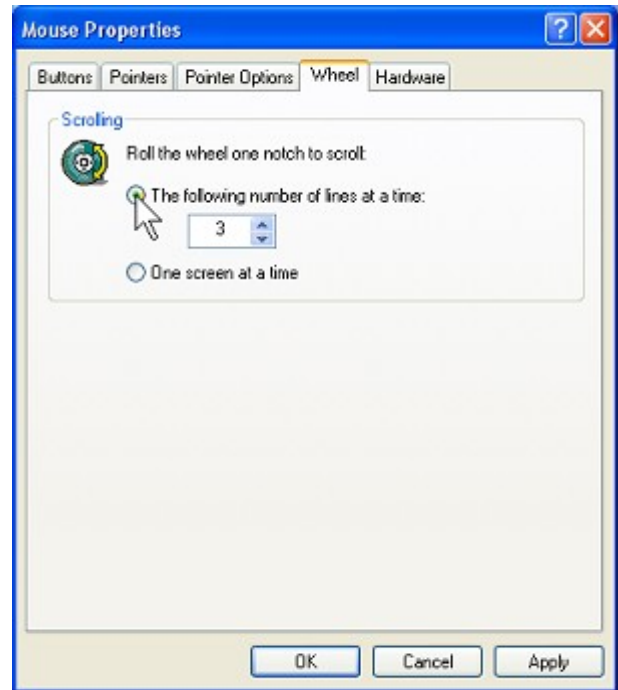 Mouse Properties
?
Buttons Pointers Pointer Options Wheel Hardware
Scrolling
Roll the wheel one notch to scroll:
The following number of lines at a time:
3
One screen at a time
OK Cancel Apply